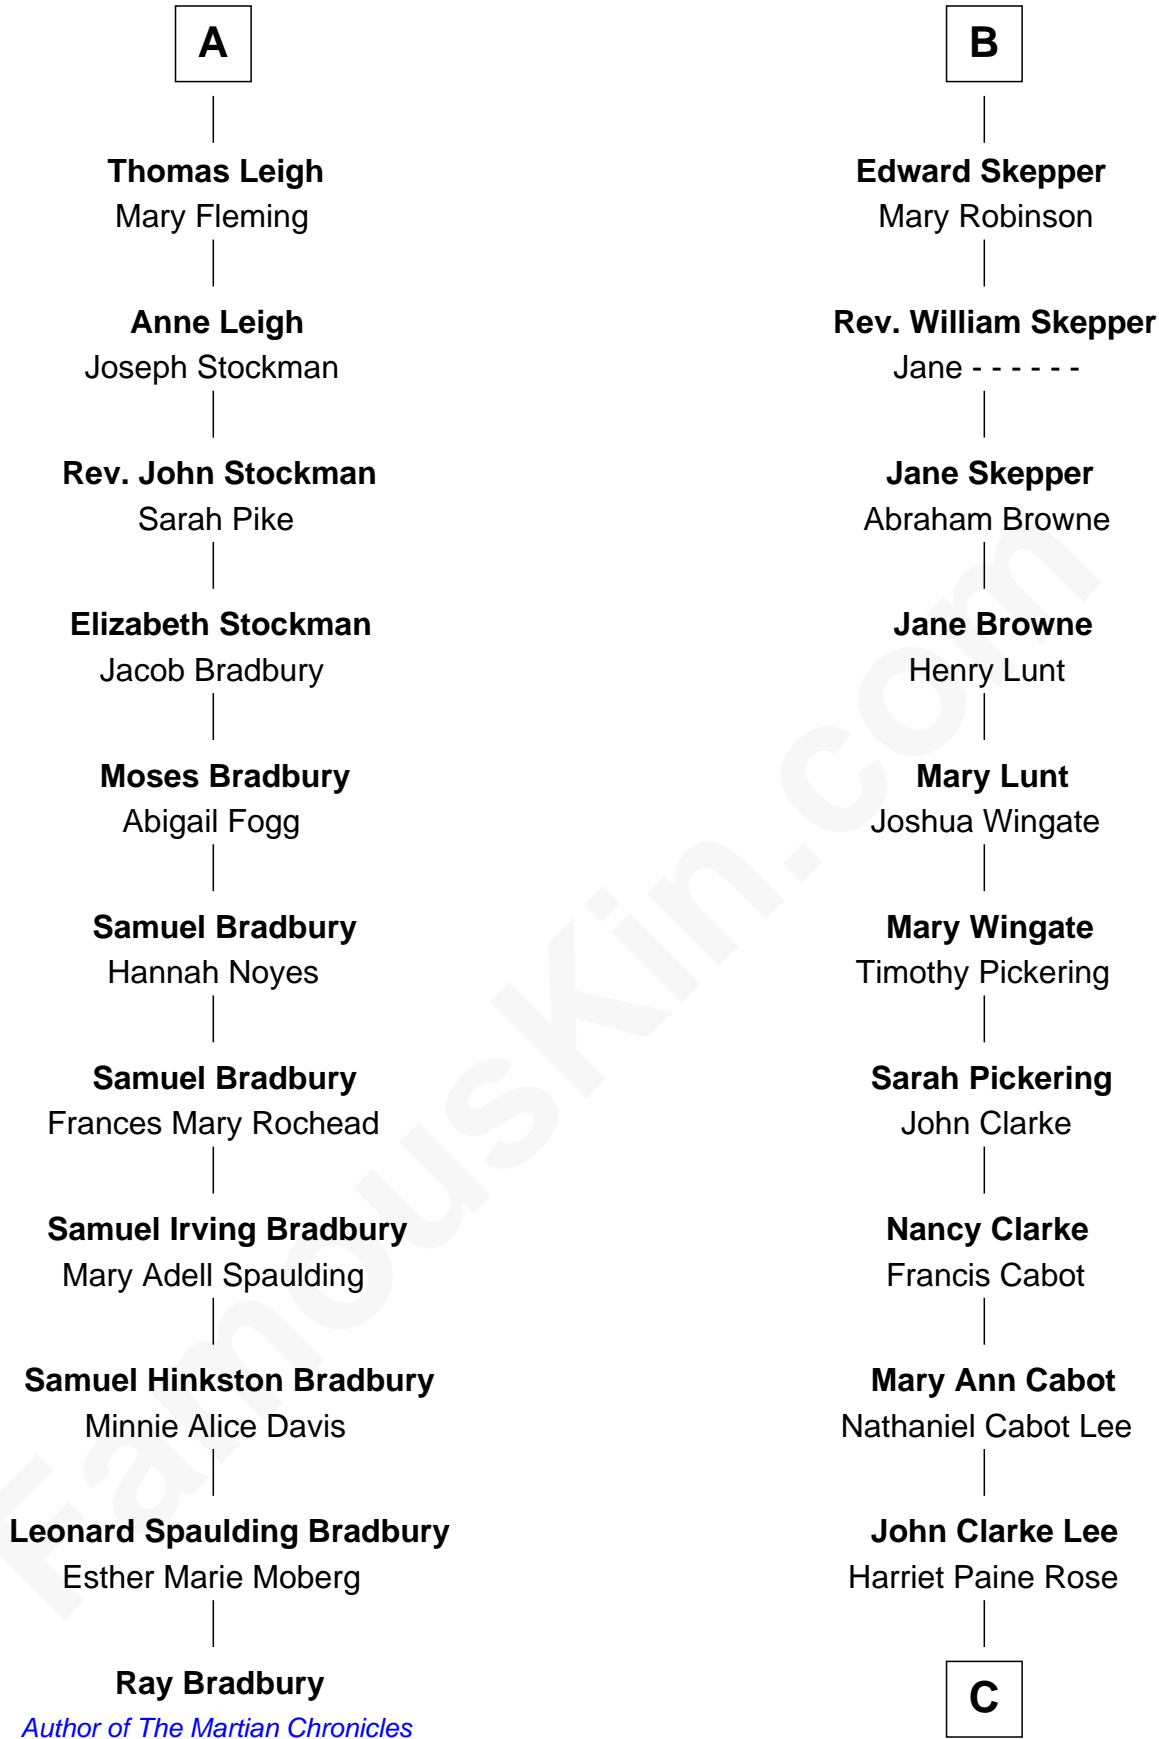 A
Thomas Leigh
Mary Fleming
Anne Leigh
Joseph Stockman
Rev. John Stockman
Sarah Pike
Elizabeth Stockman
Jacob Bradbury
Moses Bradbury
Abigail Fogg
Samuel Bradbury
Hannah Noyes
Samuel Bradbury
Frances Mary Rochead
Samuel Irving Bradbury
Mary Adell Spaulding
Samuel Hinkston Bradbury
Minnie Alice Davis
Leonard Spaulding Bradbury
Esther Marie Moberg
Ray Bradbury
Author of The Martian Chronicles
B
Edward Skepper
Mary Robinson
Rev. William Skepper
Jane - - - - - -
Jane Skepper
Abraham Browne
Jane Browne
Henry Lunt
Mary Lunt
Joshua Wingate
Mary Wingate
Timothy Pickering
Sarah Pickering
John Clarke
Nancy Clarke
Francis Cabot
Mary Ann Cabot
Nathaniel Cabot Lee
John Clarke Lee
Harriet Paine Rose
C
FamousKin.com